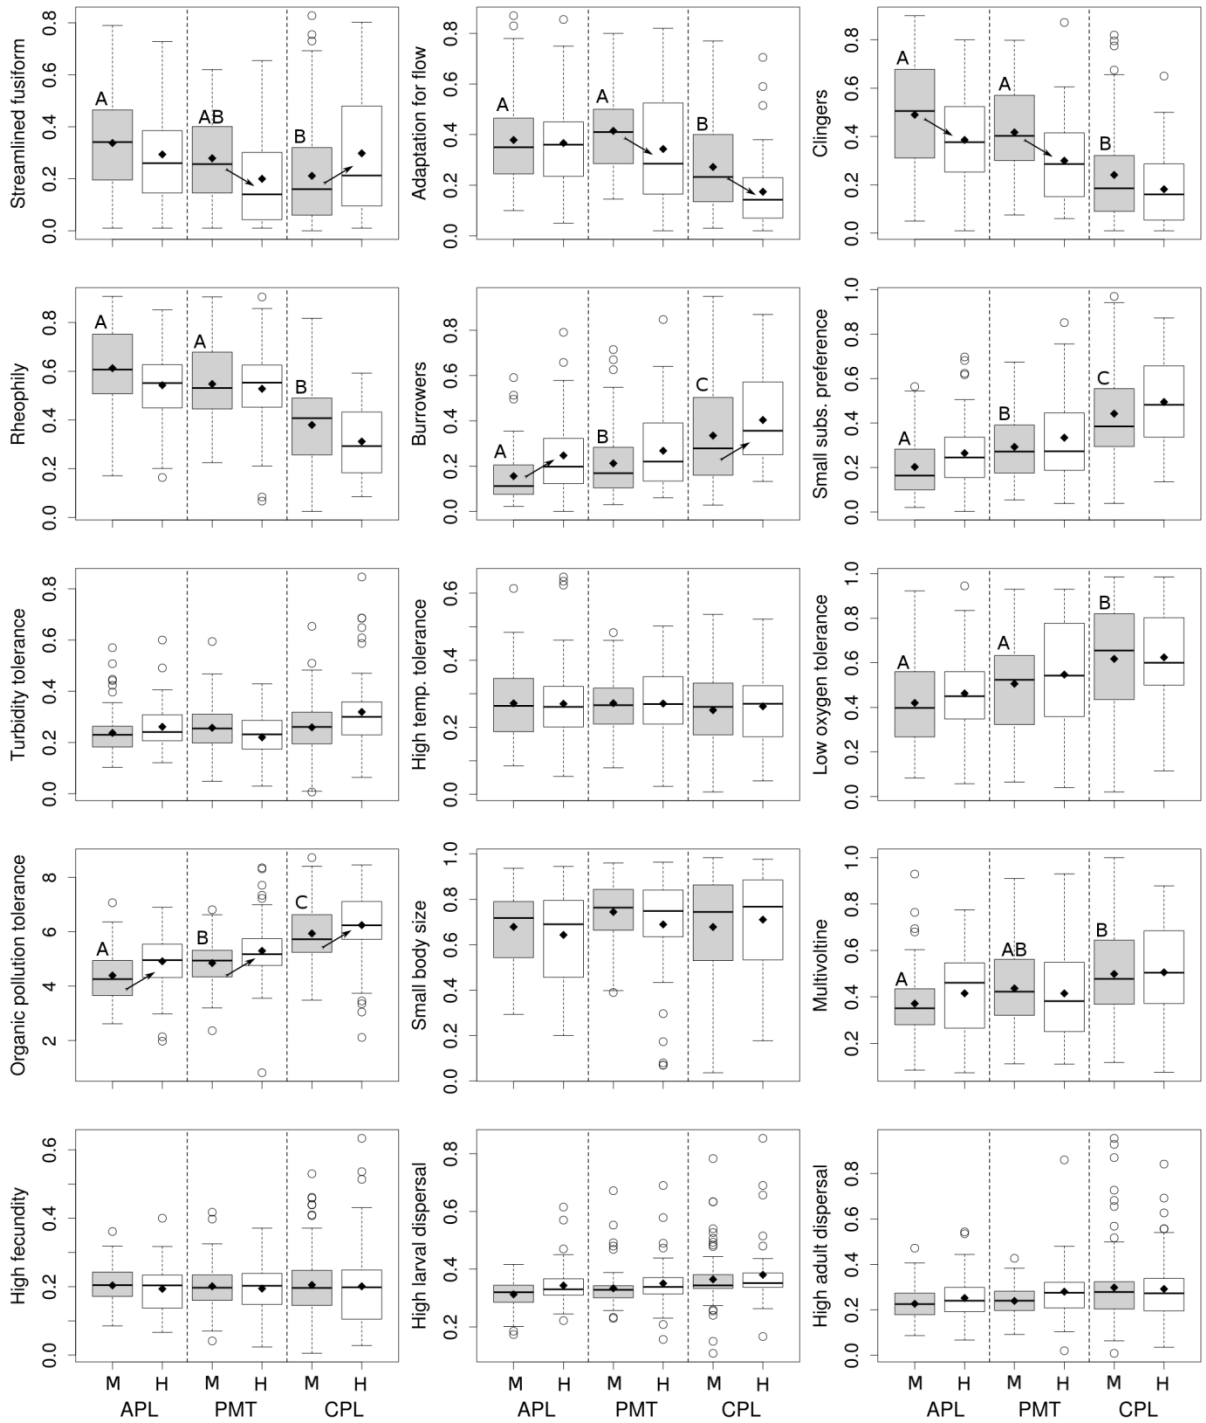 Streamlined fusiform
0.0 0.2 0.4 0.6 0.8
A
AB
B
Adaptation for flow
0.0 0.2 0.4 0.6 0.8
A
A
B
Clingers
0.0 0.2 0.4 0.6 0.8
A
A
B
Rheophily
0.0 0.2 0.4 0.6 0.8
A
A
B
Burrowers
0.0 0.2 0.4 0.6 0.8
A
B
C
Small subs. preference
0.0 0.2 0.4 0.6 0.8 1.0
A
B
C
Turbidity tolerance
0.0 0.2 0.4 0.6 0.8
High temp. tolerance
0.0 0.2 0.4 0.6
Low oxygen tolerance
0.0 0.2 0.4 0.6 0.8 1.0
A
A
B
Organic pollution tolerance
2 4 6 8
A
B
C
Small body size
0.0 0.2 0.4 0.6 0.8 1.0
Multivoltine
0.2 0.4 0.6 0.8 1.0
A
AB
B
High fecundity
0.0 0.2 0.4 0.6
M H M H M H
APL PMT CPL
High larval dispersal
0.2 0.4 0.6 0.8
M H M H M H
APL PMT CPL
High adult dispersal
0.0 0.2 0.4 0.6 0.8
M H M H M H
APL PMT CPL